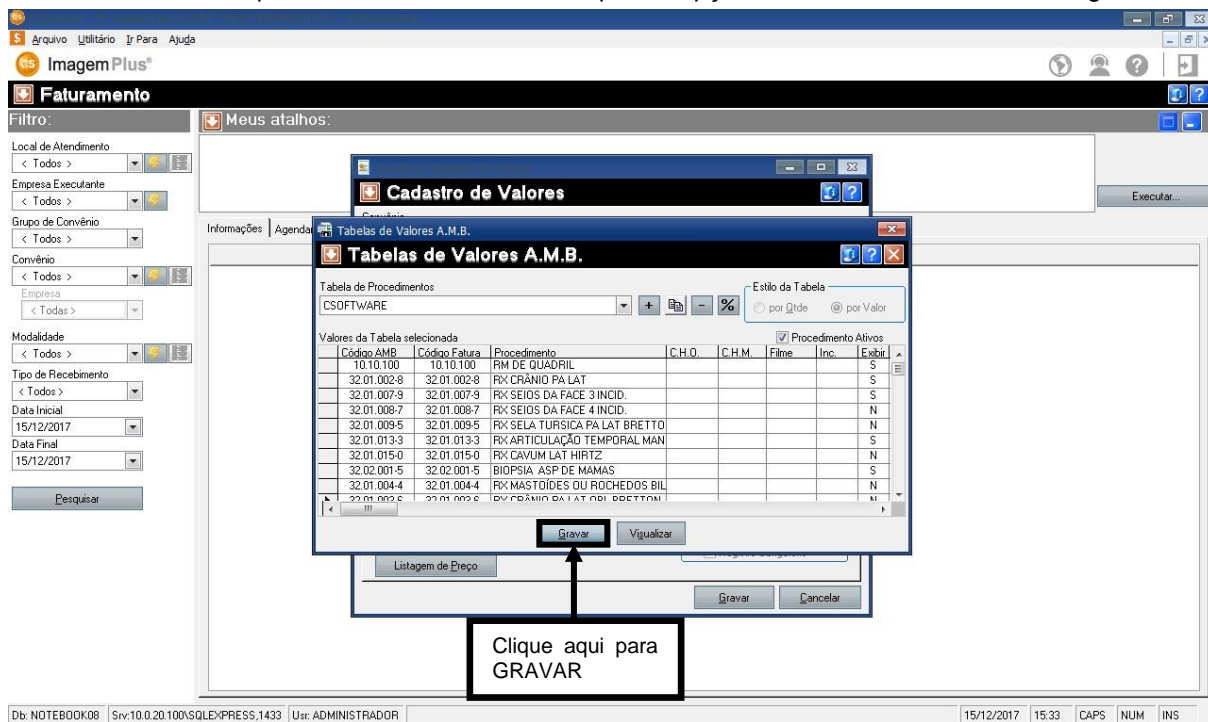 Arquivo Utilitário Ir Para Ajuda
ImagemPlus®
Faturamento
Filtro:
Meus atalhos:
Local de Atendimento
< Todos >
Empresa Executante
< Todos >
Executar...
Grupo de Convênio
< Todos >
Informações
Convênio
< Todos >
Empresa
< Todas >
Modalidade
< Todos >
Tipo de Recebimento
< Todos >
Data Inicial
15/12/2017
Data Final
15/12/2017
Pesquisar
Cadastro de Valores
Tabelas de Valores A.M.B.
Tabelas de Valores A.M.B.
Tabela de Procedimentos
CSOFTWARE
+ - %
Estilo da Tabela
por Qtde por Valor
Valores da Tabela selecionada
Procedimento Ativos
Código AMB Código Fatura Procedimento C.H.O. C.H.M. Filme Inc. Exibir
10.10.100 10.10.100 RM DE QUADRIL S
32.01.002-8 32.01.002-8 RX CRÂNIO PA LAT S
32.01.007-9 32.01.007-9 RX SEIOS DA FACE 3 INCID. S
32.01.008-7 32.01.008-7 RX SEIOS DA FACE 4 INCID. N
32.01.009-5 32.01.009-5 RX SELA TURSICA PA LAT BRETTO N
32.01.013-3 32.01.013-3 RX ARTICULAÇÃO TEMPORAL MAN S
32.01.015-0 32.01.015-0 RX CAVUM LAT HIRTZ N
32.02.001-5 32.02.001-5 BIOPSIA ASP DE MAMAS S
32.01.004-4 32.01.004-4 RX MASTOÍDES OU ROCHEDOS BIL N
Gravar Visualizar
Listagem de Preço
Gravar Cancelar
Clique aqui para
GRAVAR
Db: NOTEBOOK08 Srv:10.0.20.100\SQLEXPRESS,1433 Usr: ADMINISTRADOR 15/12/2017 15:33 CAPS NUM INS